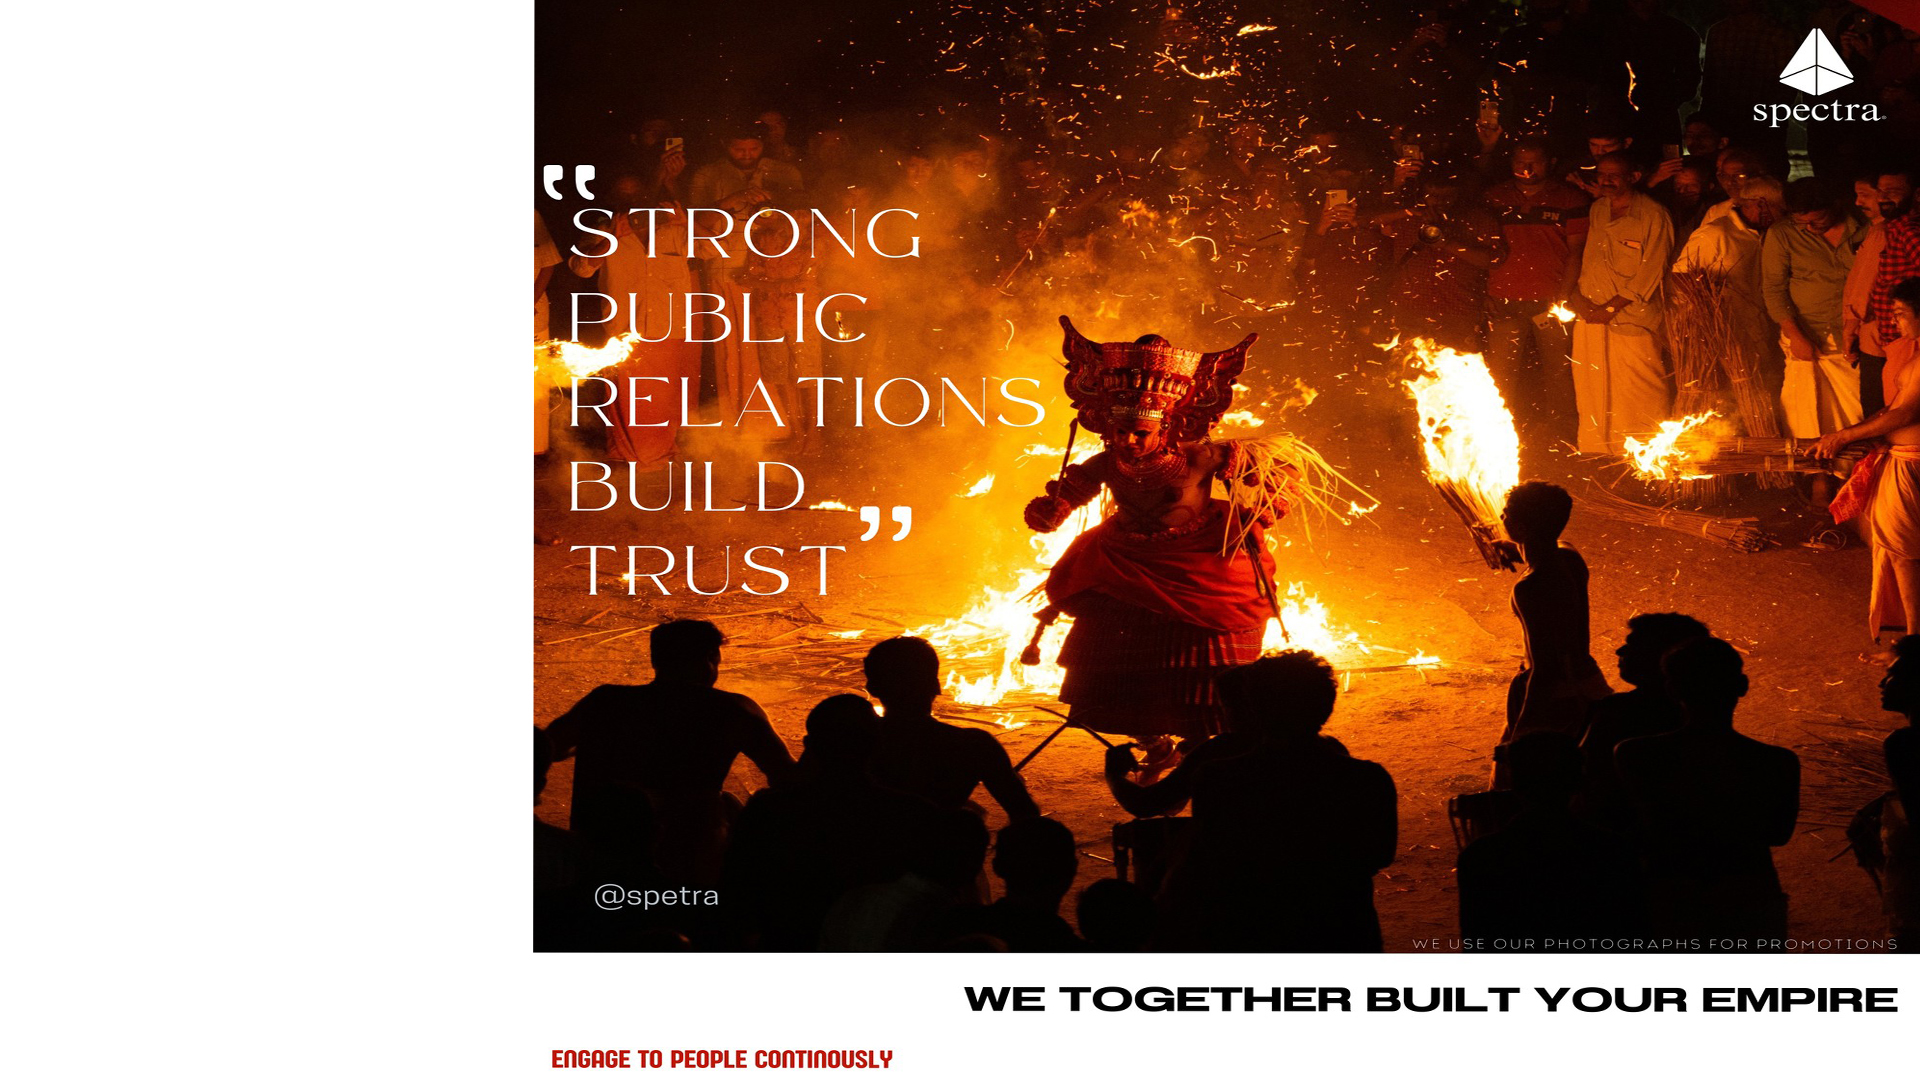 spectra
“STRONG
PUBLIC
RELATIONS
BUILD
TRUST”
PN
@spetra
WE USE OUR PHOTOGRAPHS FOR PROMOTIONS
WE TOGETHER BUILT YOUR EMPIRE
ENGAGE TO PEOPLE CONTINOUSLY